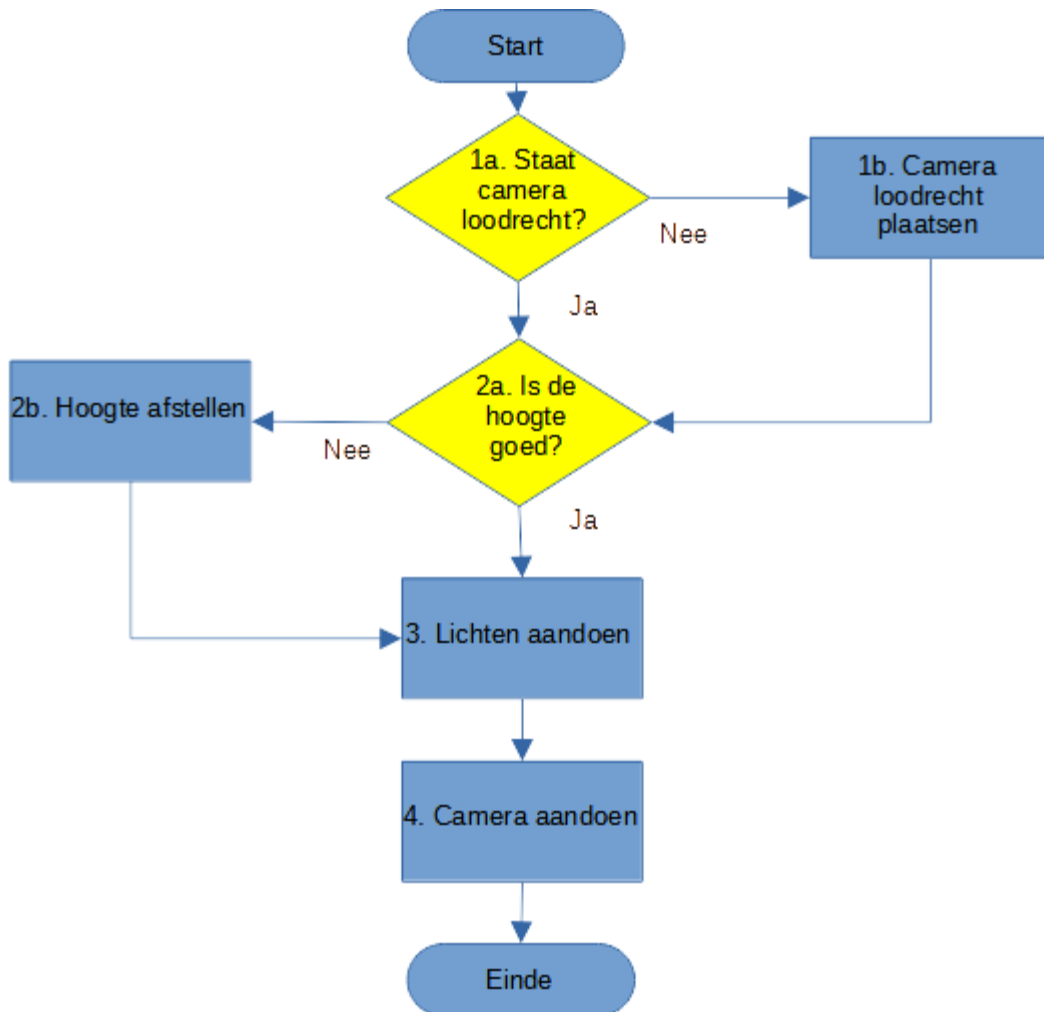 Start
1a. Staat
camera
loodrecht?
Nee
1b. Camera
loodrecht
plaatsen
Ja
2a. Is de
hoogte
goed?
Nee
2b. Hoogte afstellen
Ja
3. Lichten aandoen
4. Camera aandoen
Einde